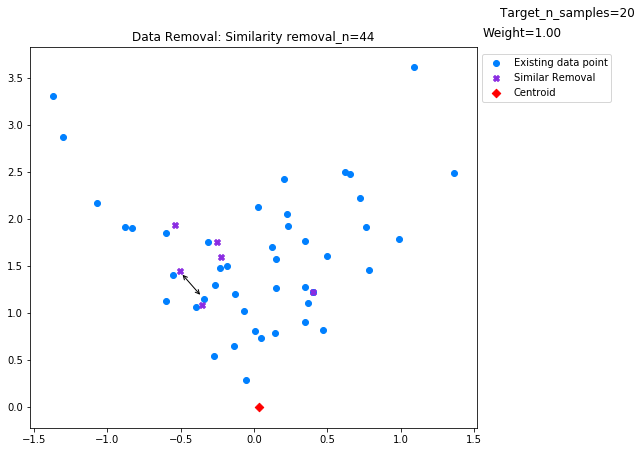 Target_n_samples=20
Weight=1.00
Data Removal: Similarity removal_n=44
Existing data point
Similar Removal
Centroid
3.5
3.0
2.5
2.0
1.5
1.0
0.5
0.0
−1.5 −1.0 −0.5 0.0 0.5 1.0 1.5